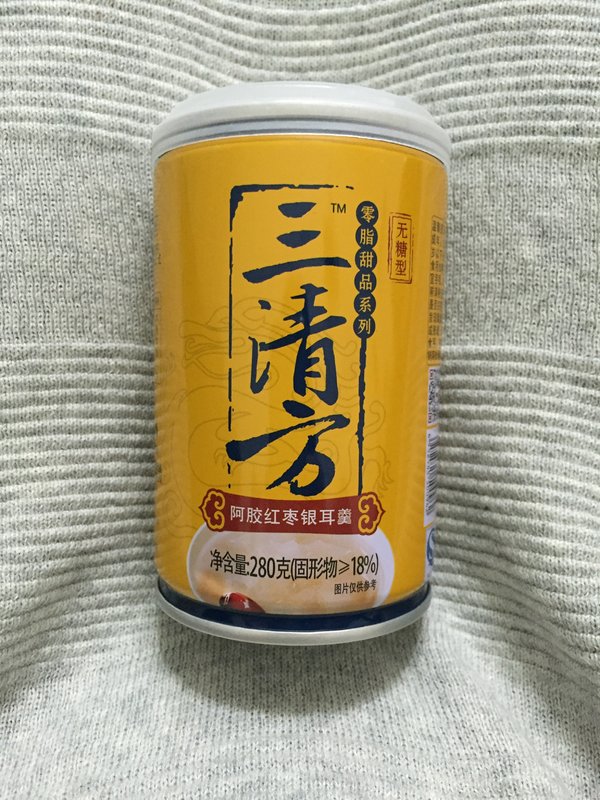 三清方
TM
零脂甜品系列
无糖型
阿胶红枣银耳羹
净含量:280克(固形物≥18%)
图片仅供参考